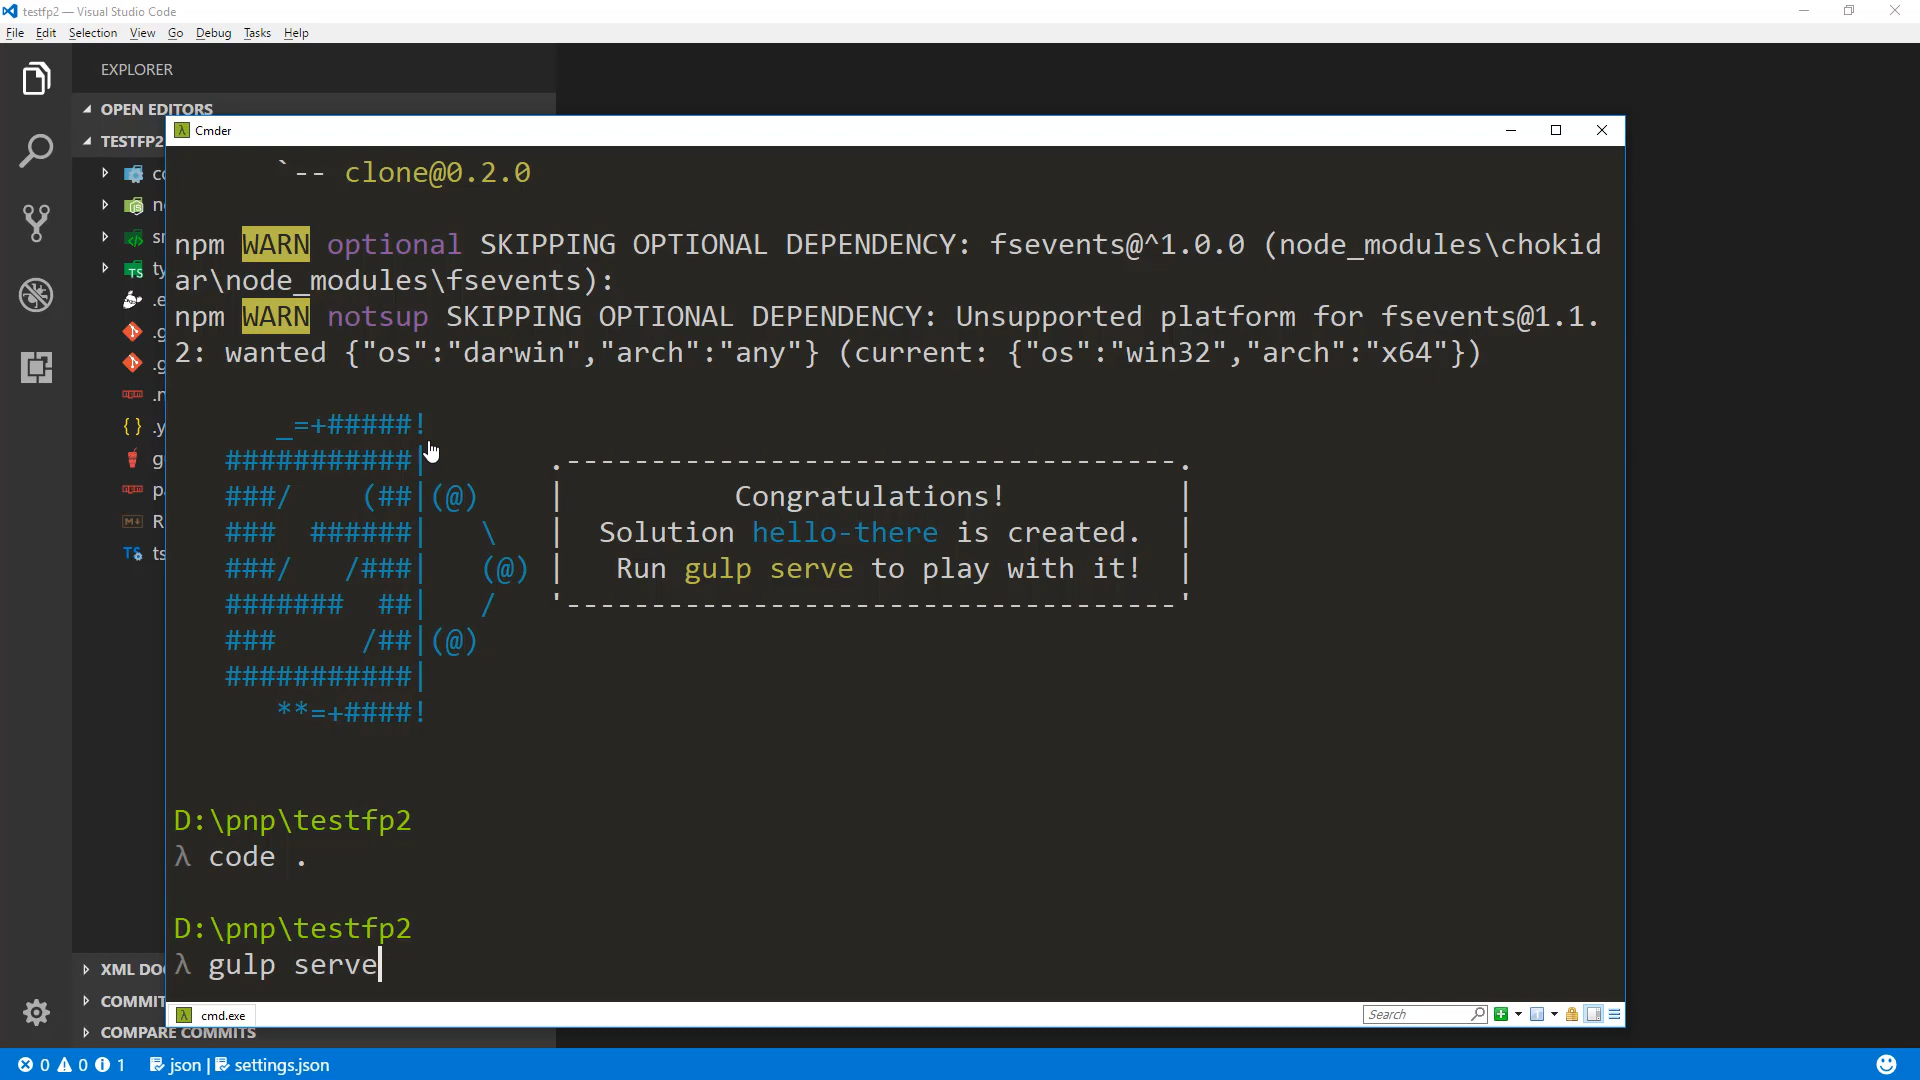 testfp2 — Visual Studio Code
File Edit Selection View Go Debug Tasks Help
EXPLORER
OPEN EDITORS
TESTFP2
Cmder
`-- clone@0.2.0
npm WARN optional SKIPPING OPTIONAL DEPENDENCY: fsevents@^1.0.0 (node_modules\chokid
ar\node_modules\fsevents):
npm WARN notsup SKIPPING OPTIONAL DEPENDENCY: Unsupported platform for fsevents@1.1.
2: wanted {"os":"darwin","arch":"any"} (current: {"os":"win32","arch":"x64"})
_=+#####!
###########|
###/    (##|(@)
###  ######|   \
###/   /###|   (@)
#######  ##|   /
###     /##|(@)
###########|
**=+####!
.------------------------------------.
| Congratulations! |
| Solution hello-there is created. |
| Run gulp serve to play with it! |
'------------------------------------'
D:\pnp\testfp2
λ code .
D:\pnp\testfp2
λ gulp serve
cmd.exe
Search
XML DO
COMMIT
COMPARE COMMITS
0 0 1 json | settings.json